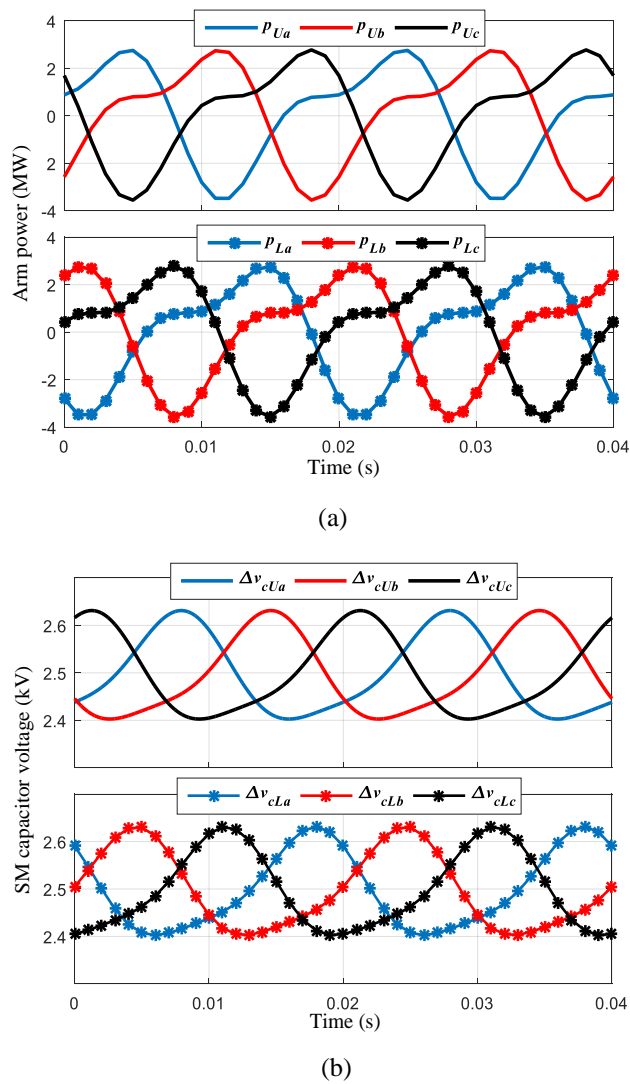 p_Ua p_Ub p_Uc
4
2
0
2
-4
Arm power (MW)
p_La p_Lb p_Lc
4
2
0
-2
-4
0 0.01 0.02 0.03 0.04
Time (s)
(a)
Δv_cUa Δv_cUb Δv_cUc
2.6
2.5
2.4
SM capacitor voltage (kV)
Δv_cLa Δv_cLb Δv_cLc
2.6
2.5
2.4
0 0.01 0.02 0.03 0.04
Time (s)
(b)